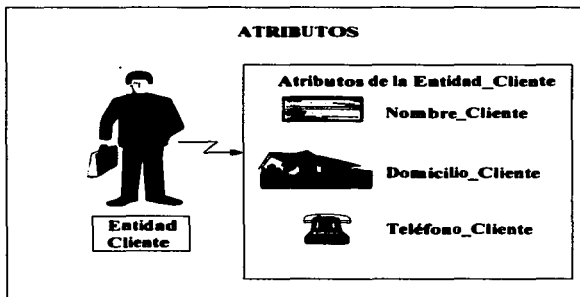 ATRIBUTOS
Atributos de la Entidad_Cliente
Nombre_Cliente
Domicilio_Cliente
Teléfono_Cliente
Entidad
Cliente